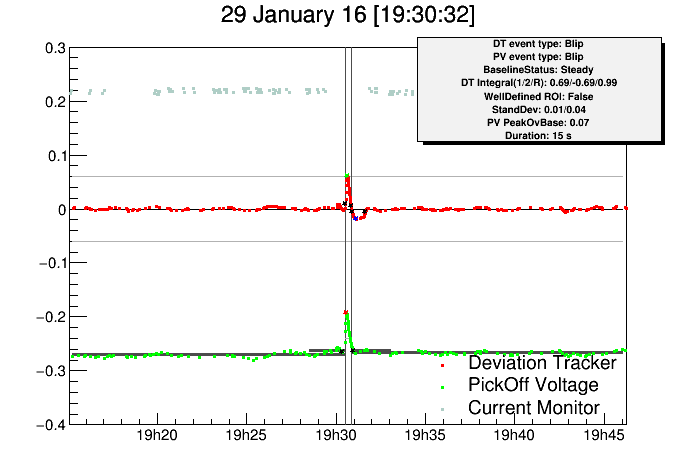 29 January 16 [19:30:32]
DT event type: Blip
PV event type: Blip
BaselineStatus: Steady
DT Integral(1/2/R): 0.69/-0.69/0.99
WellDefined ROI: False
StandDev: 0.01/0.04
PV PeakOvBase: 0.07
Duration: 15 s
0.3
0.2
0.1
0
−0.1
−0.2
−0.3
−0.4
Deviation Tracker
PickOff Voltage
Current Monitor
19h20 19h25 19h30 19h35 19h40 19h45